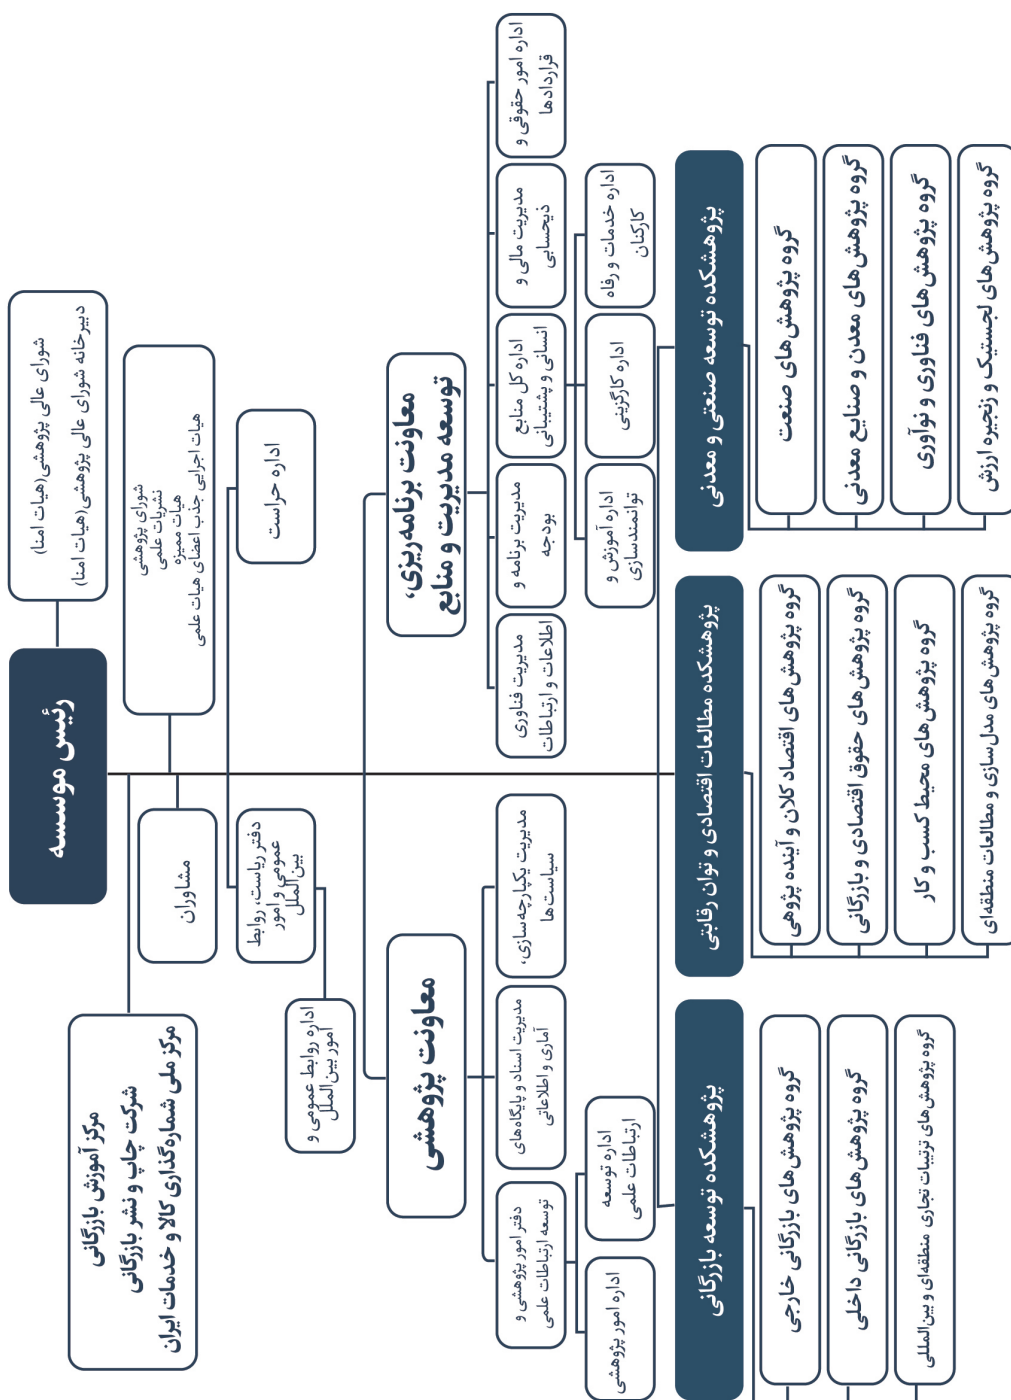 رئیس موسسه
شورای عالی پژوهشی(هیات امنا)
دبیرخانه شورای عالی پژوهشی(هیات امنا)
شورای پژوهشی
نشریات علمی
هیات ممیزه
هیات اجرایی جذب اعضای هیات علمی
مشاوران
مرکز آموزش بازرگانی
شرکت چاپ و نشر بازرگانی
مرکز ملی شماره‌گذاری کالا و خدمات ایران
اداره حراست
دفتر ریاست، روابط
عمومی و امور
بین‌الملل
اداره روابط عمومی و
امور بین‌الملل
معاونت برنامه‌ریزی،
توسعه مدیریت و منابع
اداره امور حقوقی و
قراردادها
مدیریت مالی و
ذیحسابی
اداره کل منابع
انسانی و پشتیبانی
مدیریت برنامه و
بودجه
مدیریت فناوری
اطلاعات و ارتباطات
اداره خدمات و رفاه
کارکنان
اداره کارگزینی
اداره آموزش و
توانمندسازی
معاونت پژوهشی
مدیریت یکپارچه‌سازی،
سیاست‌ها
مدیریت اسناد و پایگاه‌های
آماری و اطلاعاتی
دفتر امور پژوهشی و
توسعه ارتباطات علمی
اداره توسعه
ارتباطات علمی
اداره امور پژوهشی
پژوهشکده توسعه صنعتی و معدنی
گروه پژوهش‌های صنعت
گروه پژوهش‌های معدن و صنایع معدنی
گروه پژوهش‌های فناوری و نوآوری
گروه پژوهش‌های لجستیک و زنجیره ارزش
پژوهشکده مطالعات اقتصادی و توان رقابتی
گروه پژوهش‌های اقتصاد کلان و آینده پژوهی
گروه پژوهش‌های حقوق اقتصادی و بازرگانی
گروه پژوهش‌های محیط کسب و کار
گروه پژوهش‌های مدل‌سازی و مطالعات منطقه‌ای
پژوهشکده توسعه بازرگانی
گروه پژوهش‌های بازرگانی خارجی
گروه پژوهش‌های بازرگانی داخلی
گروه پژوهش‌های ترتیبات تجاری منطقه‌ای و بین‌المللی